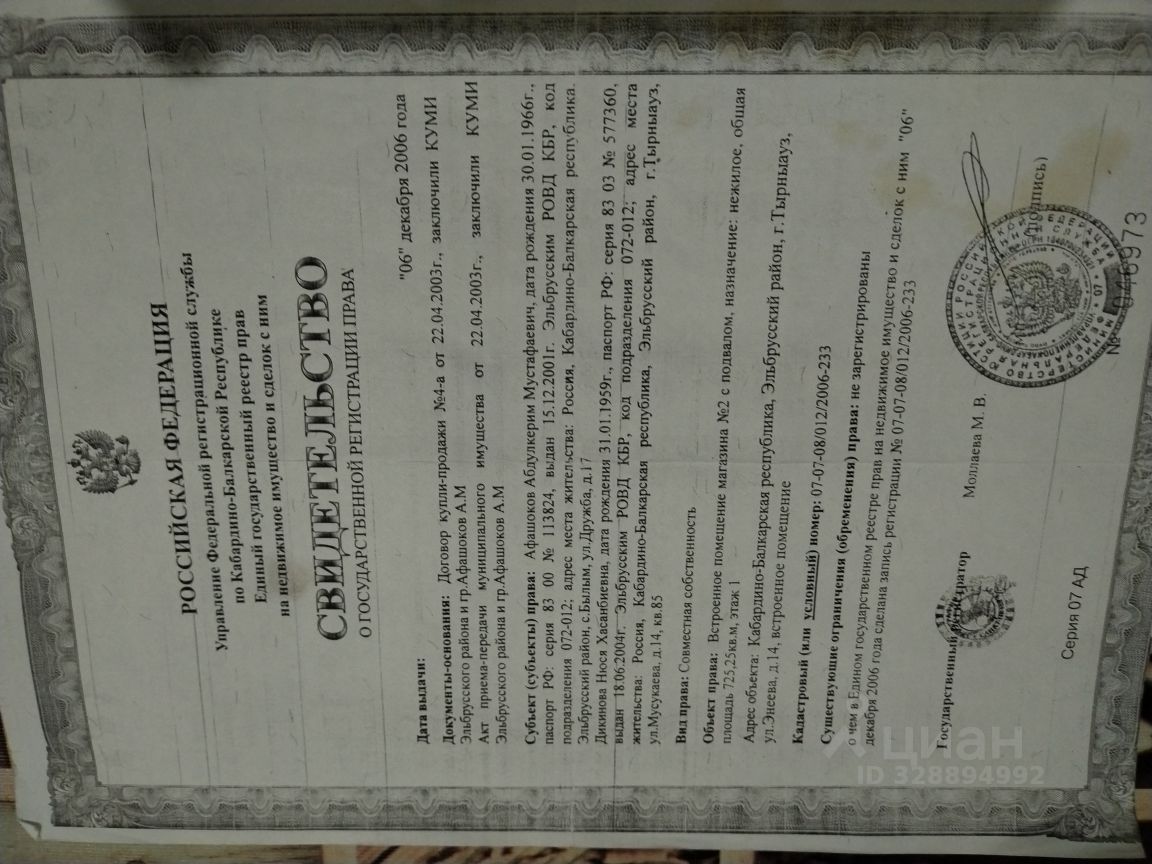 РОССИЙСКАЯ ФЕДЕРАЦИЯ
Управление Федеральной регистрационной службы
по Кабардино-Балкарской Республике
Единый государственный реестр прав
на недвижимое имущество и сделок с ним
СВИДЕТЕЛЬСТВО
О ГОСУДАРСТВЕННОЙ РЕГИСТРАЦИИ ПРАВА
Дата выдачи: "06" декабря 2006 года
Документы-основания: Договор купли-продажи №4-а от 22.04.2003г., заключили КУМИ
Эльбрусского района и гр.Афашоков А.М
Акт приема-передачи муниципального имущества от 22.04.2003г., заключили КУМИ
Эльбрусского района и гр.Афашоков А.М
Субъект (субъекты) права: Афашоков Абдулкерим Мустафаевич, дата рождения 30.01.1966г.,
паспорт РФ: серия 83 00 № 113824, выдан 15.12.2001г. Эльбрусским РОВД КБР, код
подразделения 072-012; адрес места жительства: Россия, Кабардино-Балкарская республика.
Эльбрусский район, с.Былым, ул.Дружба, д.17
Дикинова Нюся Хасанбиевна, дата рождения 31.01.1959г., паспорт РФ: серия 83 03 № 577360,
выдан 18.06.2004г. Эльбрусским РОВД КБР, код подразделения 072-012; адрес места
жительства: Россия, Кабардино-Балкарская республика, Эльбрусский район, г.Тырныауз,
ул.Мусукаева, д.14, кв.85
Вид права: Совместная собственность
Объект права: Встроенное помещение магазина №2 с подвалом, назначение: нежилое, общая
площадь 725,25кв.м, этаж 1
Адрес объекта: Кабардино-Балкарская республика, Эльбрусский район, г.Тырныауз,
ул.Энеева, д.14, встроенное помещение
Кадастровый (или условный) номер: 07-07-08/012/2006-233
Существующие ограничения (обременения) права: не зарегистрированы
о чем в Едином государственном реестре прав на недвижимое имущество и сделок с ним "06"
декабря 2006 года сделана запись регистрации № 07-07-08/012/2006-233
Государственный регистратор Моллаева М. В. (подпись)
Серия 07 АД № 046973
циан
ID 328894992